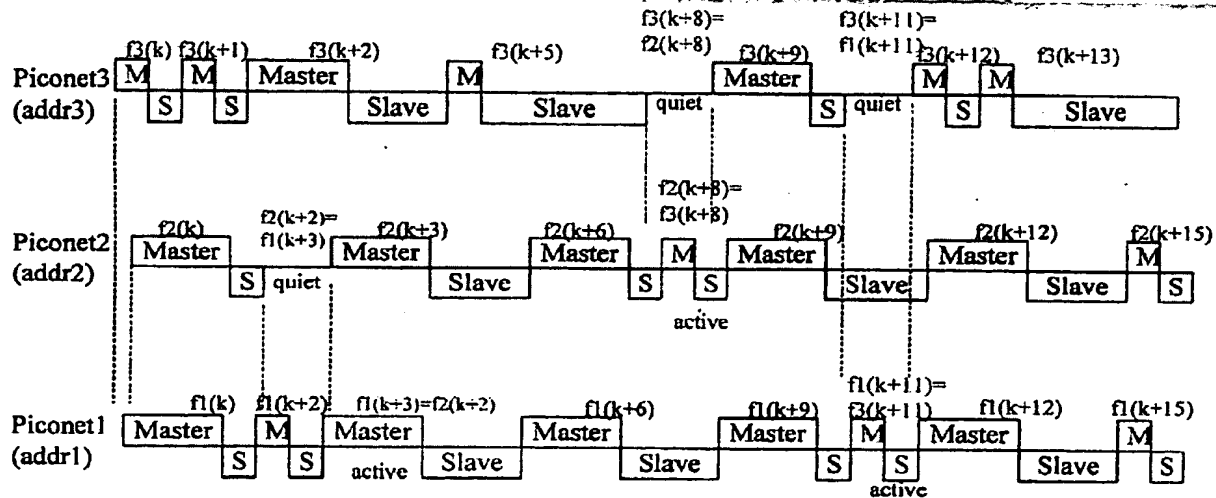 f3(k+8)= f3(k+11)=
f3(k) f3(k+1) f3(k+2) f3(k+5) f2(k+8) f3(k+9) f1(k+11) f3(k+12) f3(k+13)
Piconet3 M M Master M Master M M
(addr3) S S Slave Slave quiet S quiet S Slave
f2(k+8)=
f2(k) f2(k+2)= f3(k+8)
f1(k+3) f2(k+3) f2(k+6) f2(k+9) f2(k+12) f2(k+15)
Piconet2 Master Master Master M Master Master M
(addr2) S quiet Slave S S Slave Slave S
active
f1(k+11)=
f1(k) f1(k+2) f1(k+3)=f2(k+2) f1(k+6) f1(k+9) f3(k+11) f1(k+12) f1(k+15)
Piconet1 Master M Master Master Master M Master M
(addr1) S S active Slave Slave S S Slave S
active